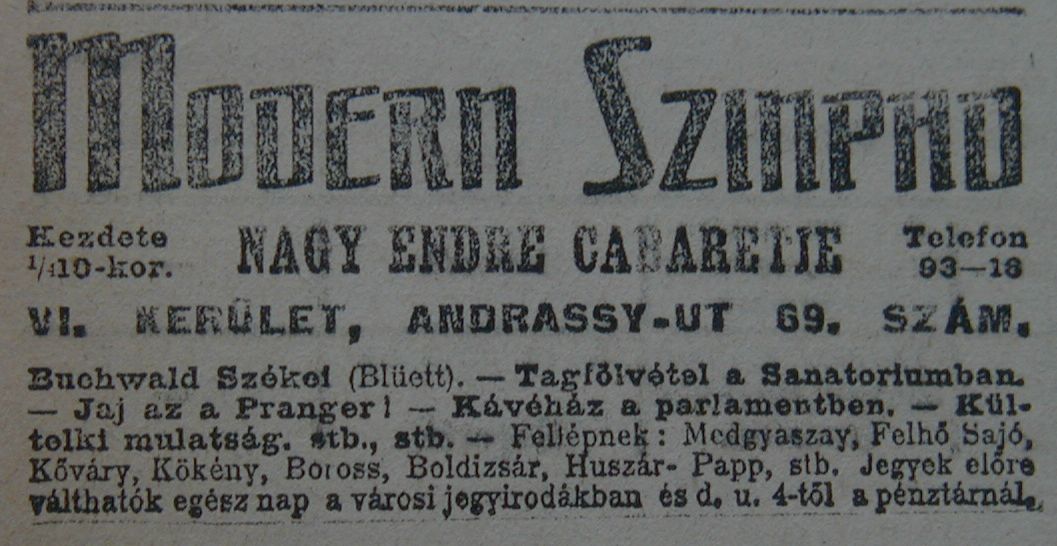 MODERN SZINPAD
Kezdete NAGY ENDRE CABARETJE Telefon
1/410-kor. 93—18
VI. KERÜLET, ANDRASSY-UT 69. SZÁM.
Buchwald Székei (Blüett). — Tagfölvétel a Sanatoriumban.
— Jaj az a Pranger! — Kávéház a parlamentben. — Kül-
telki mulatság. stb., stb. — Fellépnek: Medgyaszay, Felhő Sajó,
Kőváry, Kökény, Boross, Boldizsár, Huszár- Papp, stb. Jegyek előre
válthatók egész nap a városi jegyirodákban és d. u. 4-től a pénztárnál.